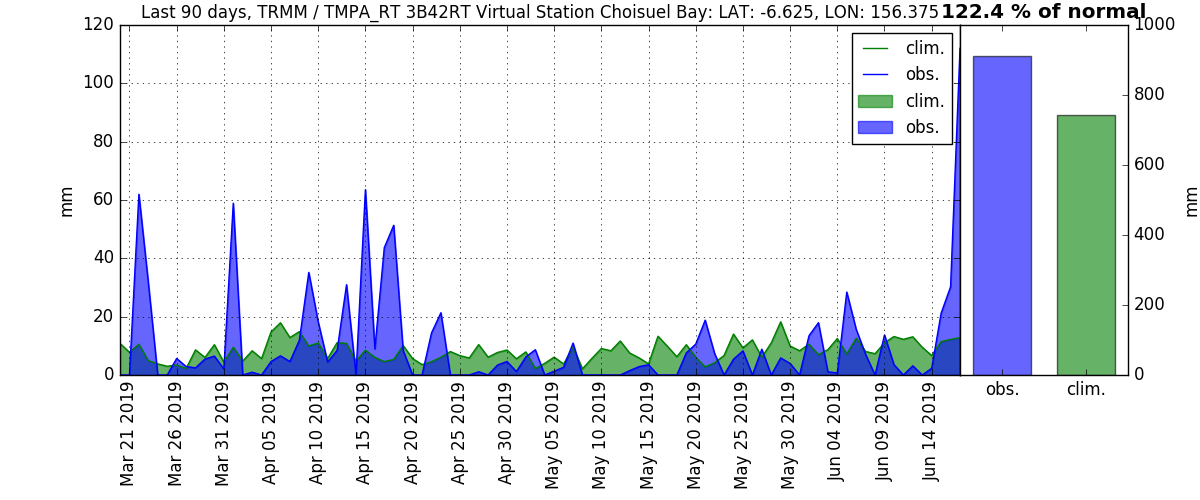 Last 90 days, TRMM / TMPA_RT 3B42RT Virtual Station Choisuel Bay: LAT: -6.625, LON: 156.375
122.4 % of normal
120
100
80
60
40
20
0
mm
clim.
obs.
clim.
obs.
Mar 21 2019
Mar 26 2019
Mar 31 2019
Apr 05 2019
Apr 10 2019
Apr 15 2019
Apr 20 2019
Apr 25 2019
Apr 30 2019
May 05 2019
May 10 2019
May 15 2019
May 20 2019
May 25 2019
May 30 2019
Jun 04 2019
Jun 09 2019
Jun 14 2019
1000
800
600
400
200
0
mm
obs.
clim.